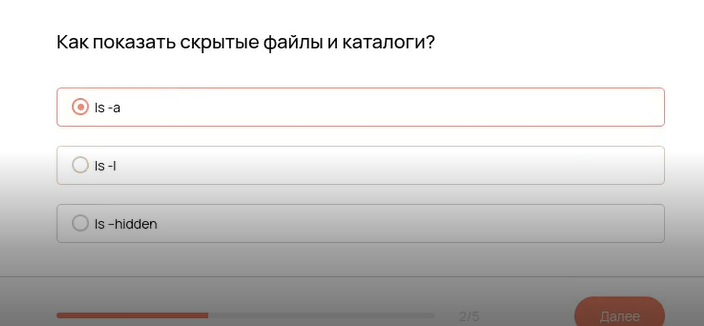 Как показать скрытые файлы и каталоги?
ls -a
ls -l
ls –hidden
2/5
Далее